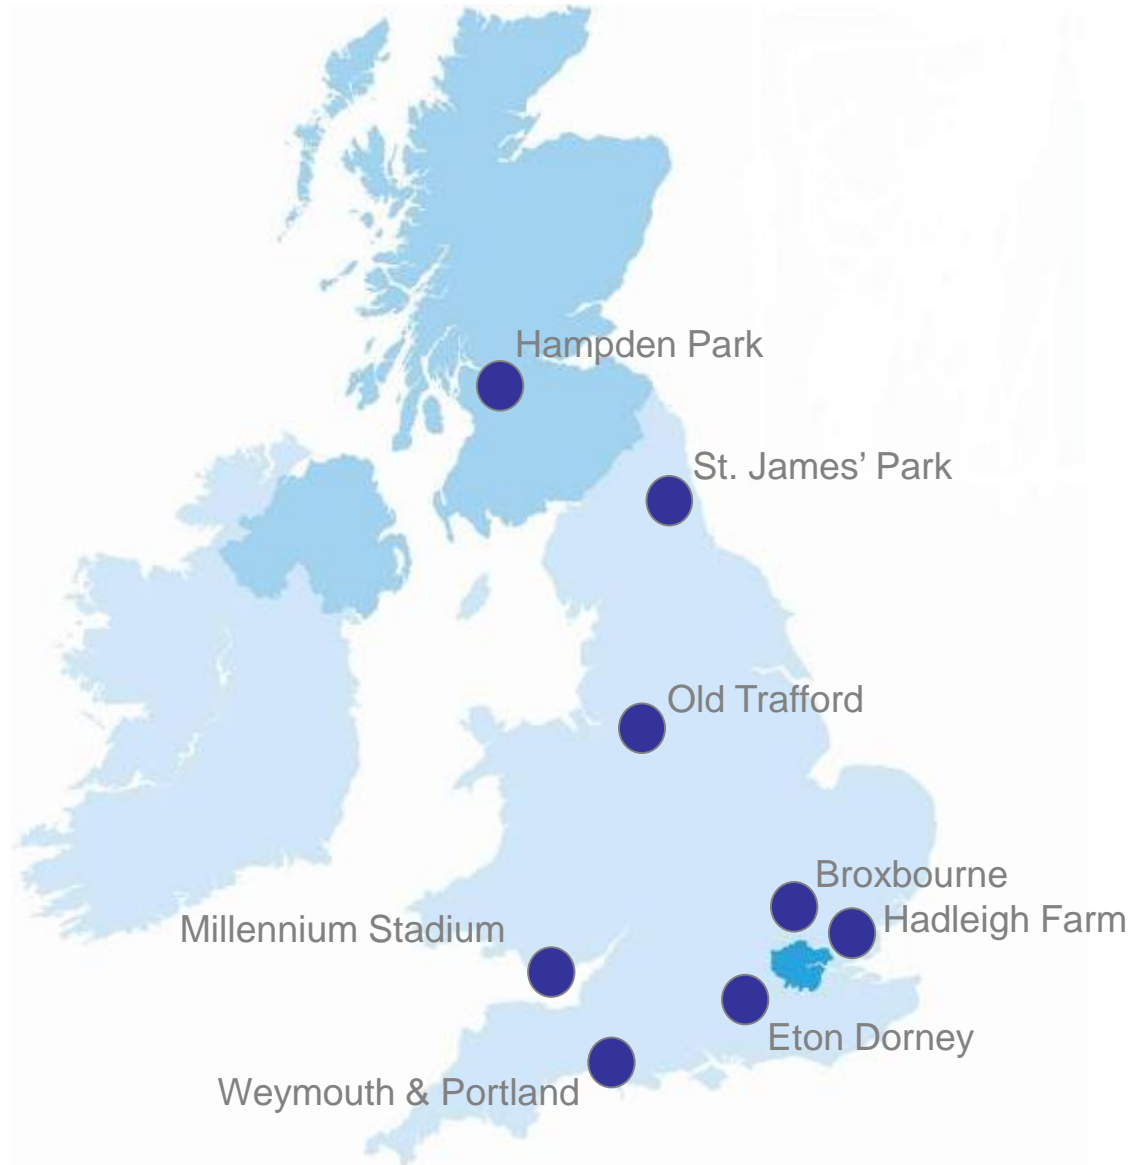 Hampden Park
St. James’ Park
Old Trafford
Broxbourne
Hadleigh Farm
Millennium Stadium
Eton Dorney
Weymouth & Portland